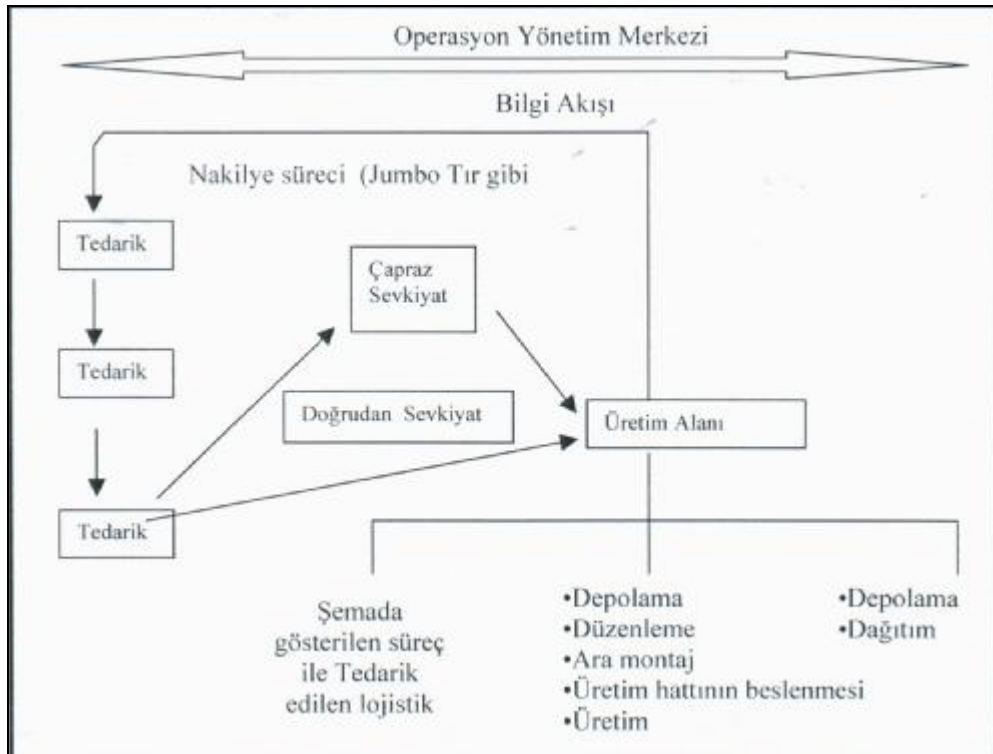 Operasyon Yönetim Merkezi
Bilgi Akışı
Nakilye süreci (Jumbo Tır gibi
Tedarik
Çapraz
Sevkiyat
Tedarik
Doğrudan Sevkiyat
Üretim Alanı
Tedarik
Şemada
gösterilen süreç
ile Tedarik
edilen lojistik
•Depolama
•Düzenleme
•Ara montaj
•Üretim hattının beslenmesi
•Üretim
•Depolama
•Dağıtım